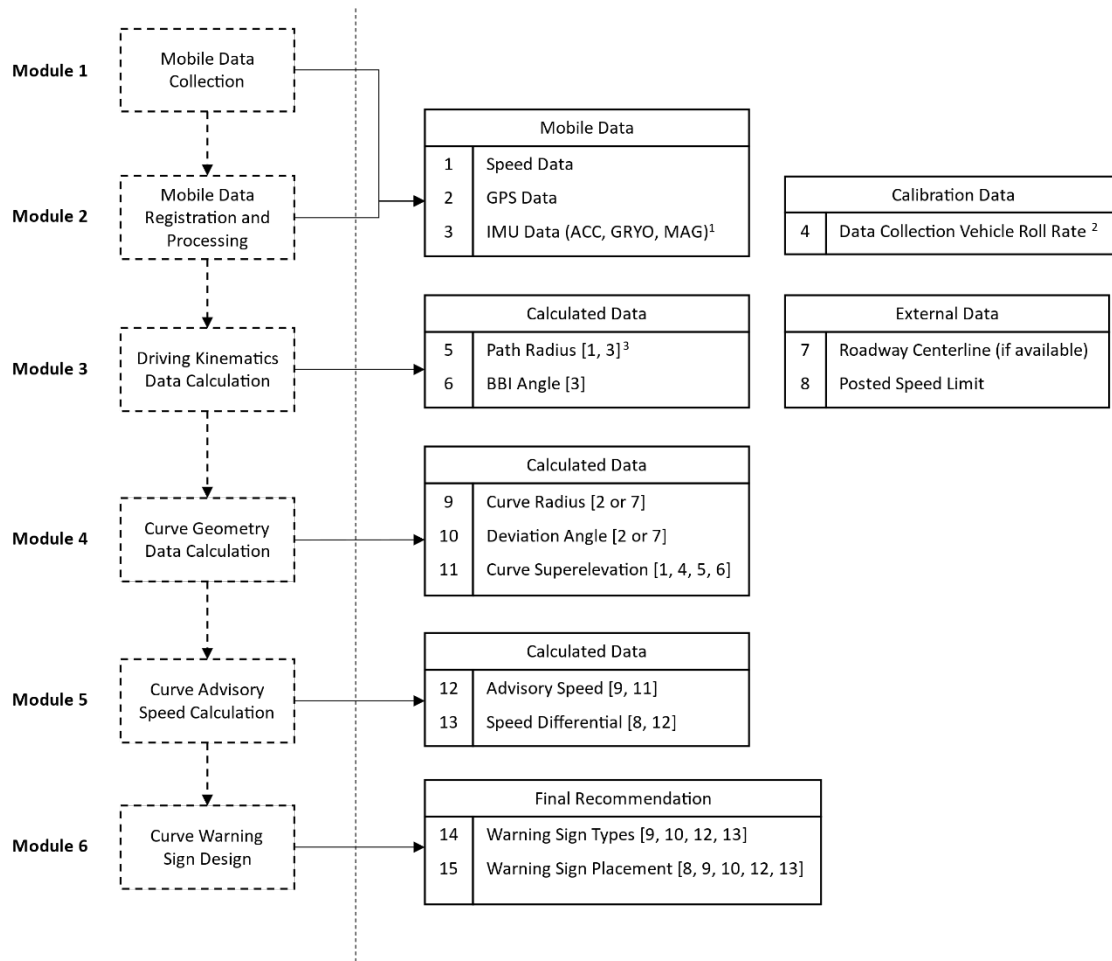 Module 1
Mobile Data
Collection
Module 2
Mobile Data
Registration and
Processing
Mobile Data
1 Speed Data
2 GPS Data
3 IMU Data (ACC, GRYO, MAG)1
Calibration Data
4 Data Collection Vehicle Roll Rate 2
Module 3
Driving Kinematics
Data Calculation
Calculated Data
5 Path Radius [1, 3]3
6 BBI Angle [3]
External Data
7 Roadway Centerline (if available)
8 Posted Speed Limit
Module 4
Curve Geometry
Data Calculation
Calculated Data
9 Curve Radius [2 or 7]
10 Deviation Angle [2 or 7]
11 Curve Superelevation [1, 4, 5, 6]
Module 5
Curve Advisory
Speed Calculation
Calculated Data
12 Advisory Speed [9, 11]
13 Speed Differential [8, 12]
Module 6
Curve Warning
Sign Design
Final Recommendation
14 Warning Sign Types [9, 10, 12, 13]
15 Warning Sign Placement [8, 9, 10, 12, 13]